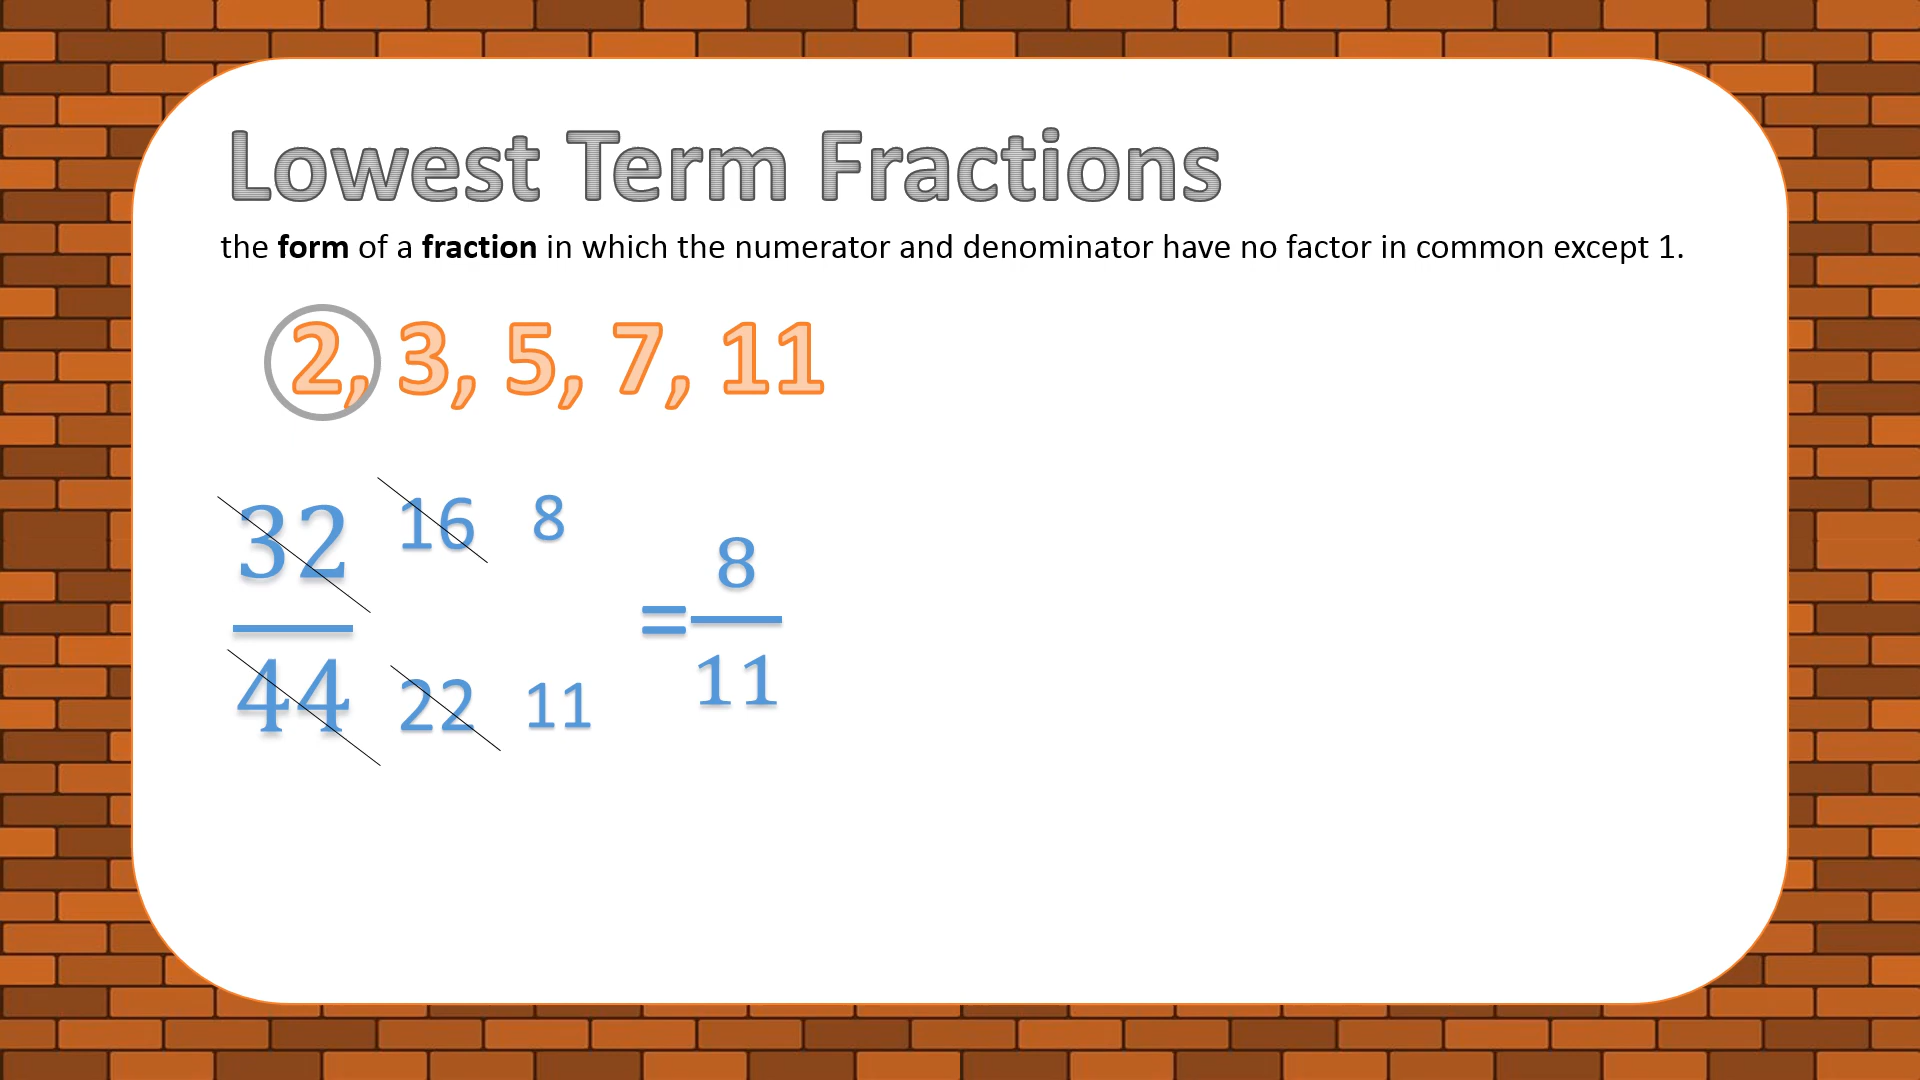 Lowest Term Fractions
the form of a fraction in which the numerator and denominator have no factor in common except 1.
2, 3, 5, 7, 11
32 16 8
44 22 11
= 8
11